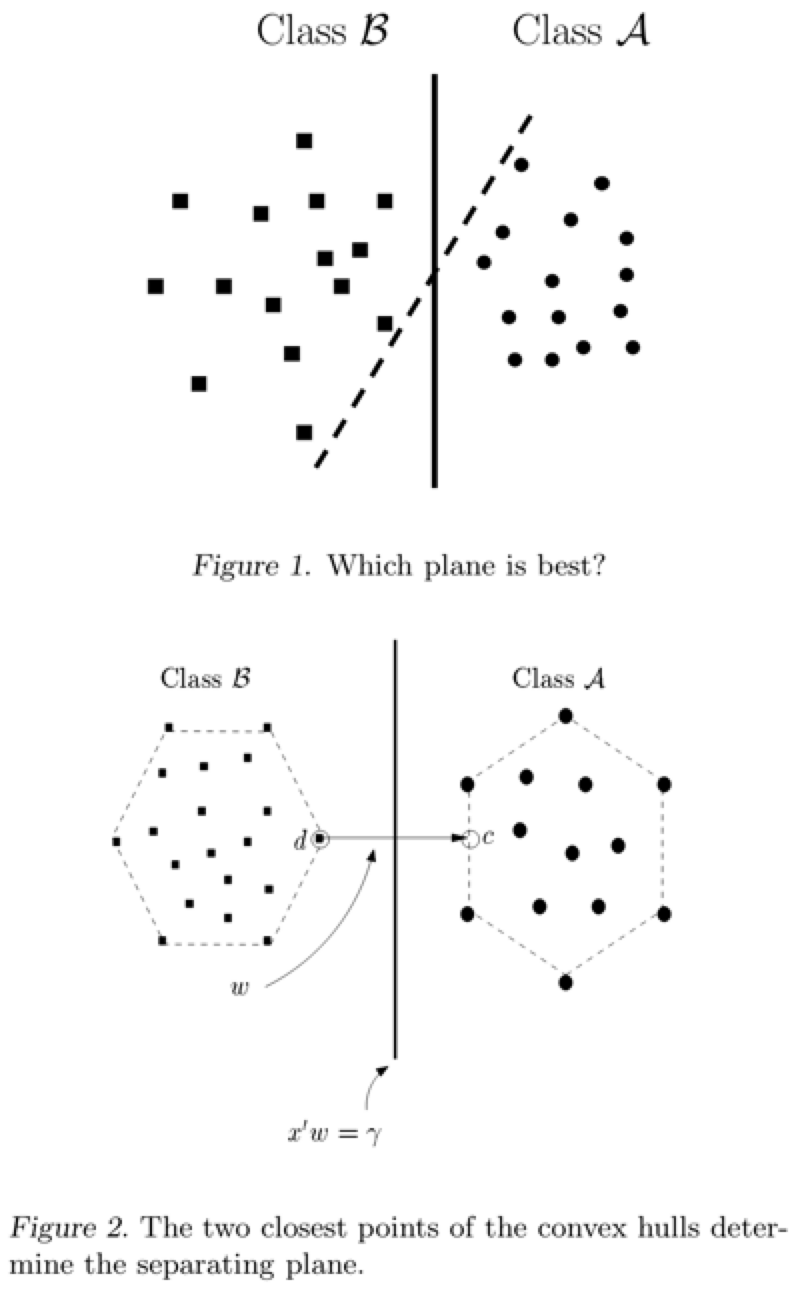 Class ℬ Class 𝒜
Figure 1. Which plane is best?
Class ℬ Class 𝒜
d c
w
x′w = γ
Figure 2. The two closest points of the convex hulls deter-
mine the separating plane.